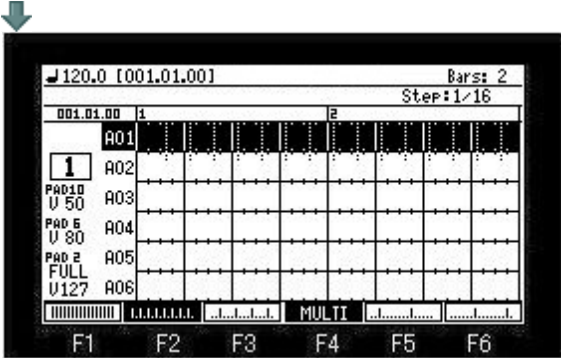 120.0 [001.01.00] Bars: 2
Step:1/16
001.01.00 1 2
A01
1 A02
PAD10
V 50 A03
PAD 6
V 80 A04
PAD 2 A05
FULL
V127 A06
MULTI
F1 F2 F3 F4 F5 F6